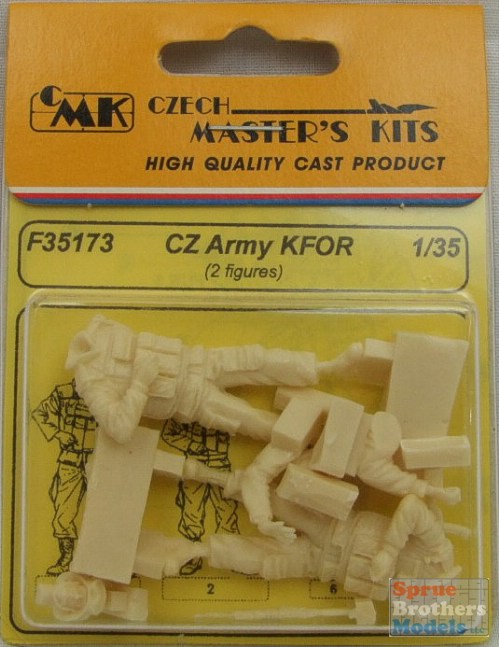 CMK
CZECH
MASTER'S KITS
HIGH QUALITY CAST PRODUCT
F35173 CZ Army KFOR 1/35
(2 figures)
2 6
Sprue
Brothers
Models LLC